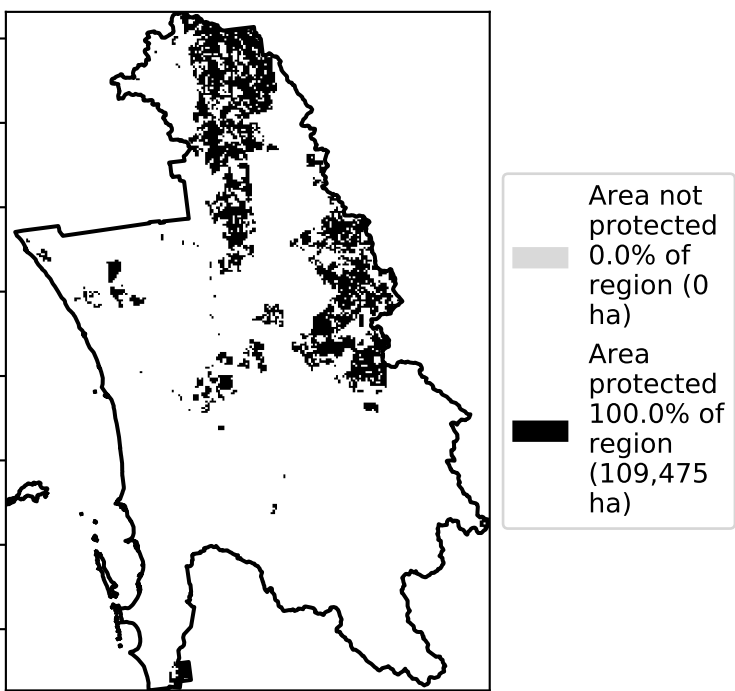 Area not
protected
0.0% of
region (0
ha)
Area
protected
100.0% of
region
(109,475
ha)